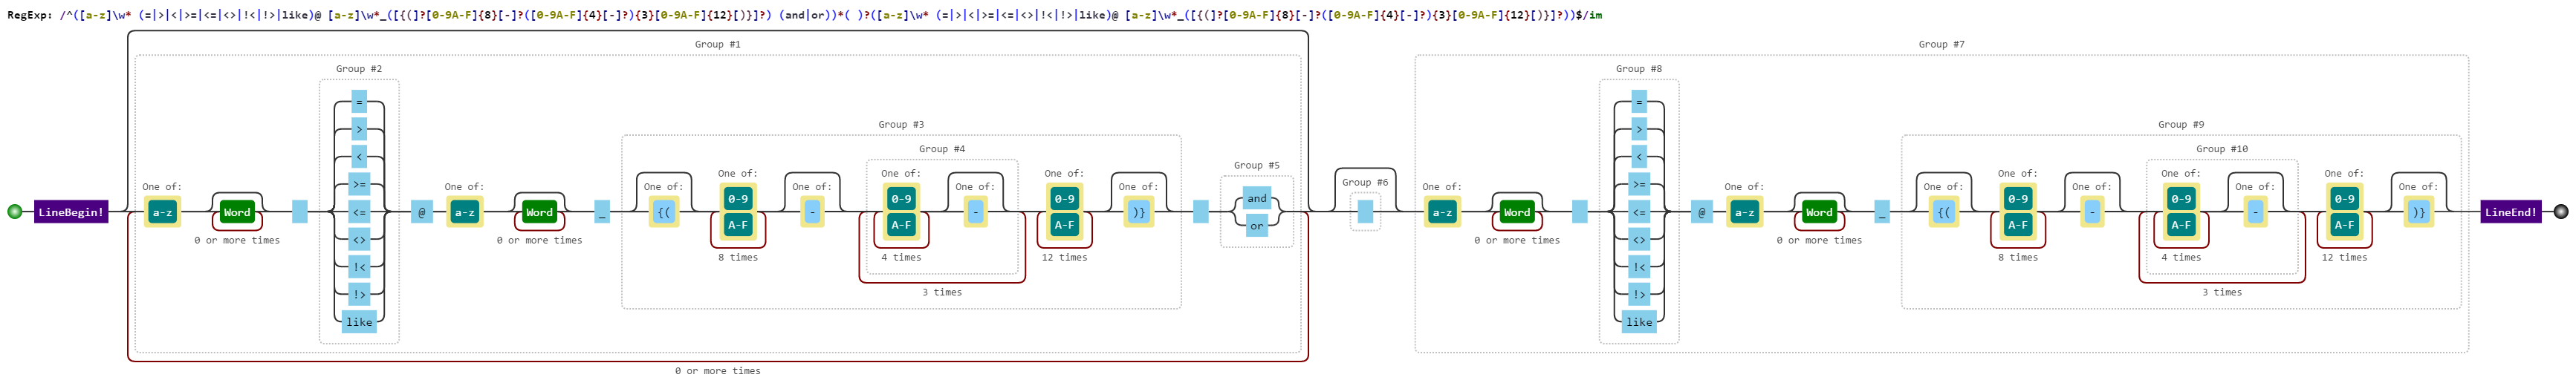 RegExp: /^([a-z]\w* (=|>|<|>=|<=|<>|!<|!>|like)@ [a-z]\w*_([{(]?[0-9A-F]{8}[-]?([0-9A-F]{4}[-]?){3}[0-9A-F]{12}[)}]?) (and|or))*( )?([a-z]\w* (=|>|<|>=|<=|<>|!<|!>|like)@ [a-z]\w*_([{(]?[0-9A-F]{8}[-]?([0-9A-F]{4}[-]?){3}[0-9A-F]{12}[)}]?))$/im
LineBegin!
Group #1
One of:
a-z
Word
0 or more times
Group #2
=
>
<
>=
<=
<>
!<
!>
like
@
One of:
a-z
Word
0 or more times
_
Group #3
One of:
{(
One of:
0-9
A-F
8 times
One of:
-
Group #4
One of:
0-9
A-F
4 times
One of:
-
3 times
One of:
0-9
A-F
12 times
One of:
)}
Group #5
and
or
0 or more times
Group #6
Group #7
One of:
a-z
Word
0 or more times
Group #8
=
>
<
>=
<=
<>
!<
!>
like
@
One of:
a-z
Word
0 or more times
_
Group #9
One of:
{(
One of:
0-9
A-F
8 times
One of:
-
Group #10
One of:
0-9
A-F
4 times
One of:
-
3 times
One of:
0-9
A-F
12 times
One of:
)}
LineEnd!